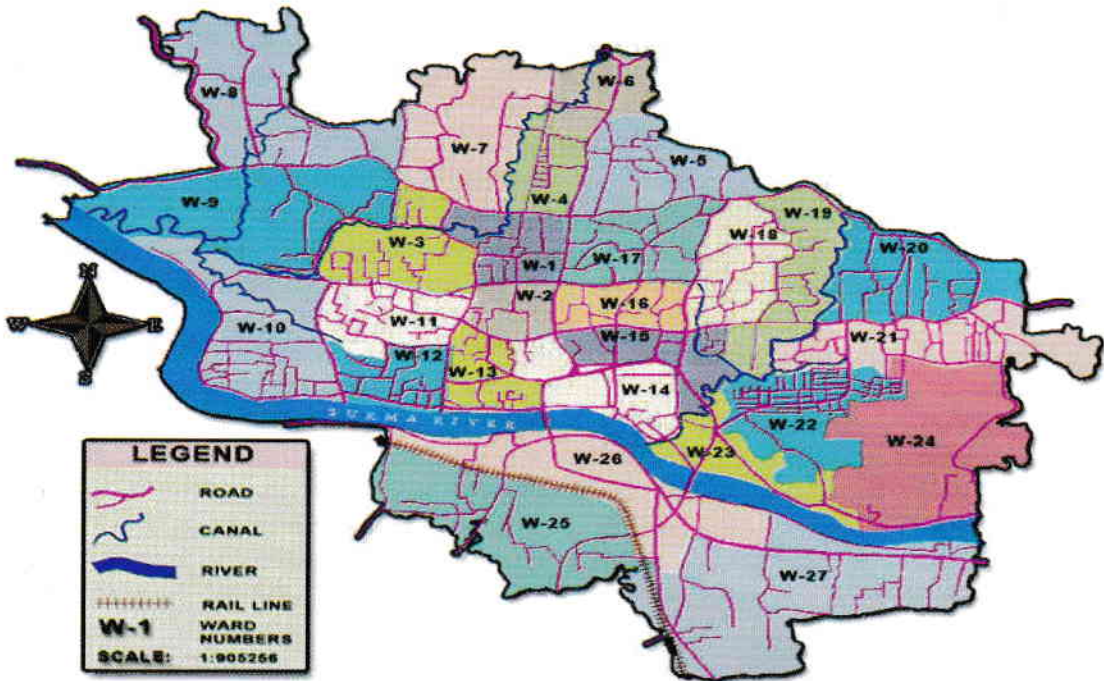 W-6
W-8
W-7
W-5
W-4
W-9
W-19
W-3
W-18
W-20
W-17
W-1
N
W-2
W-16
W E
W-10
W-11
W-15
W-21
W-12
W-13
S
W-14
SURMA RIVER
W-22
W-24
W-23
W-26
W-25
W-27
LEGEND
ROAD
CANAL
RIVER
RAIL LINE
W-1 WARD
NUMBERS
SCALE: 1:905256